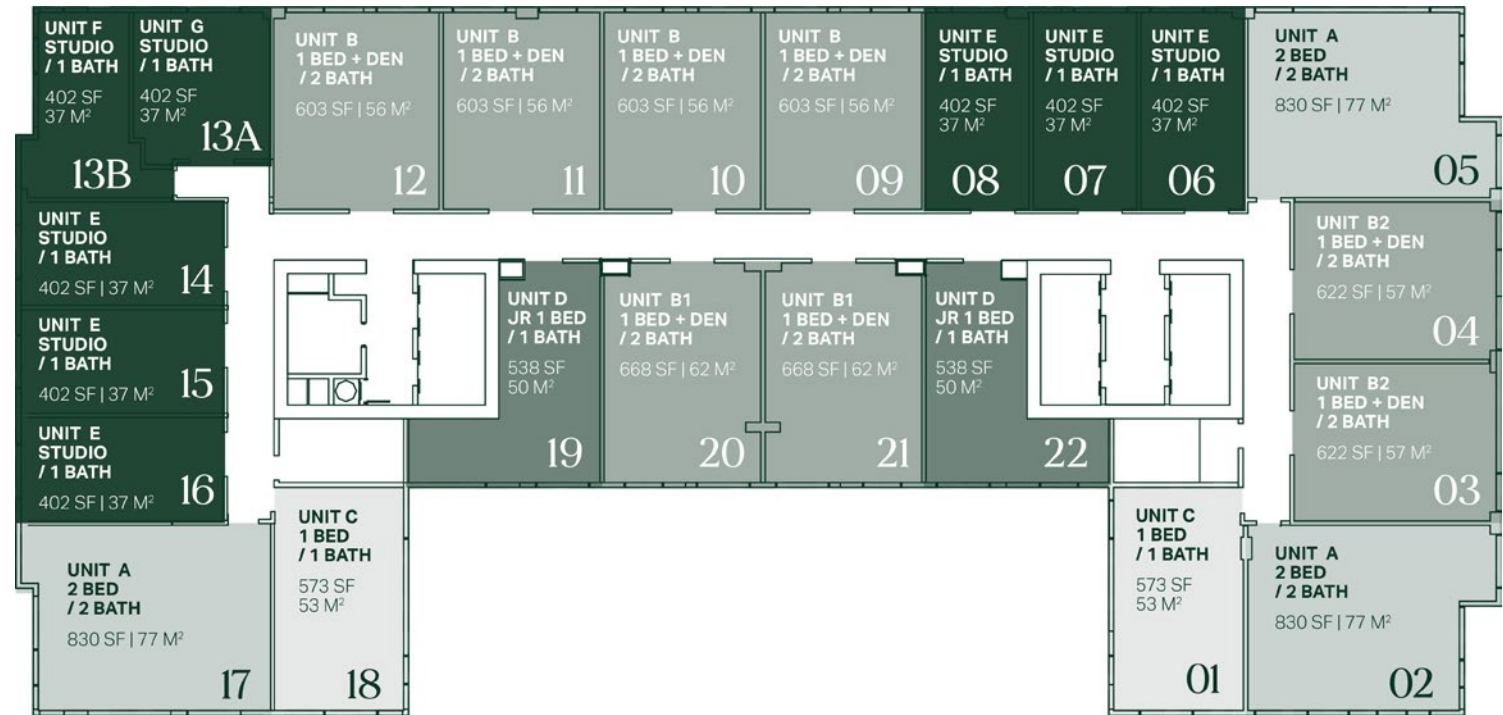 UNIT F
STUDIO
/ 1 BATH
402 SF
37 M²
13B
UNIT G
STUDIO
/ 1 BATH
402 SF
37 M²
13A
UNIT B
1 BED + DEN
/ 2 BATH
603 SF | 56 M²
12
UNIT B
1 BED + DEN
/ 2 BATH
603 SF | 56 M²
11
UNIT B
1 BED + DEN
/ 2 BATH
603 SF | 56 M²
10
UNIT B
1 BED + DEN
/ 2 BATH
603 SF | 56 M²
09
UNIT E
STUDIO
/ 1 BATH
402 SF
37 M²
08
UNIT E
STUDIO
/ 1 BATH
402 SF
37 M²
07
UNIT E
STUDIO
/ 1 BATH
402 SF
37 M²
06
UNIT A
2 BED
/ 2 BATH
830 SF | 77 M²
05
UNIT E
STUDIO
/ 1 BATH
402 SF | 37 M²
14
UNIT E
STUDIO
/ 1 BATH
402 SF | 37 M²
15
UNIT E
STUDIO
/ 1 BATH
402 SF | 37 M²
16
UNIT D
JR 1 BED
/ 1 BATH
538 SF
50 M²
19
UNIT B1
1 BED + DEN
/ 2 BATH
668 SF | 62 M²
20
UNIT B1
1 BED + DEN
/ 2 BATH
668 SF | 62 M²
21
UNIT D
JR 1 BED
/ 1 BATH
538 SF
50 M²
22
UNIT B2
1 BED + DEN
/ 2 BATH
622 SF | 57 M²
04
UNIT B2
1 BED + DEN
/ 2 BATH
622 SF | 57 M²
03
UNIT A
2 BED
/ 2 BATH
830 SF | 77 M²
17
UNIT C
1 BED
/ 1 BATH
573 SF
53 M²
18
UNIT C
1 BED
/ 1 BATH
573 SF
53 M²
01
UNIT A
2 BED
/ 2 BATH
830 SF | 77 M²
02